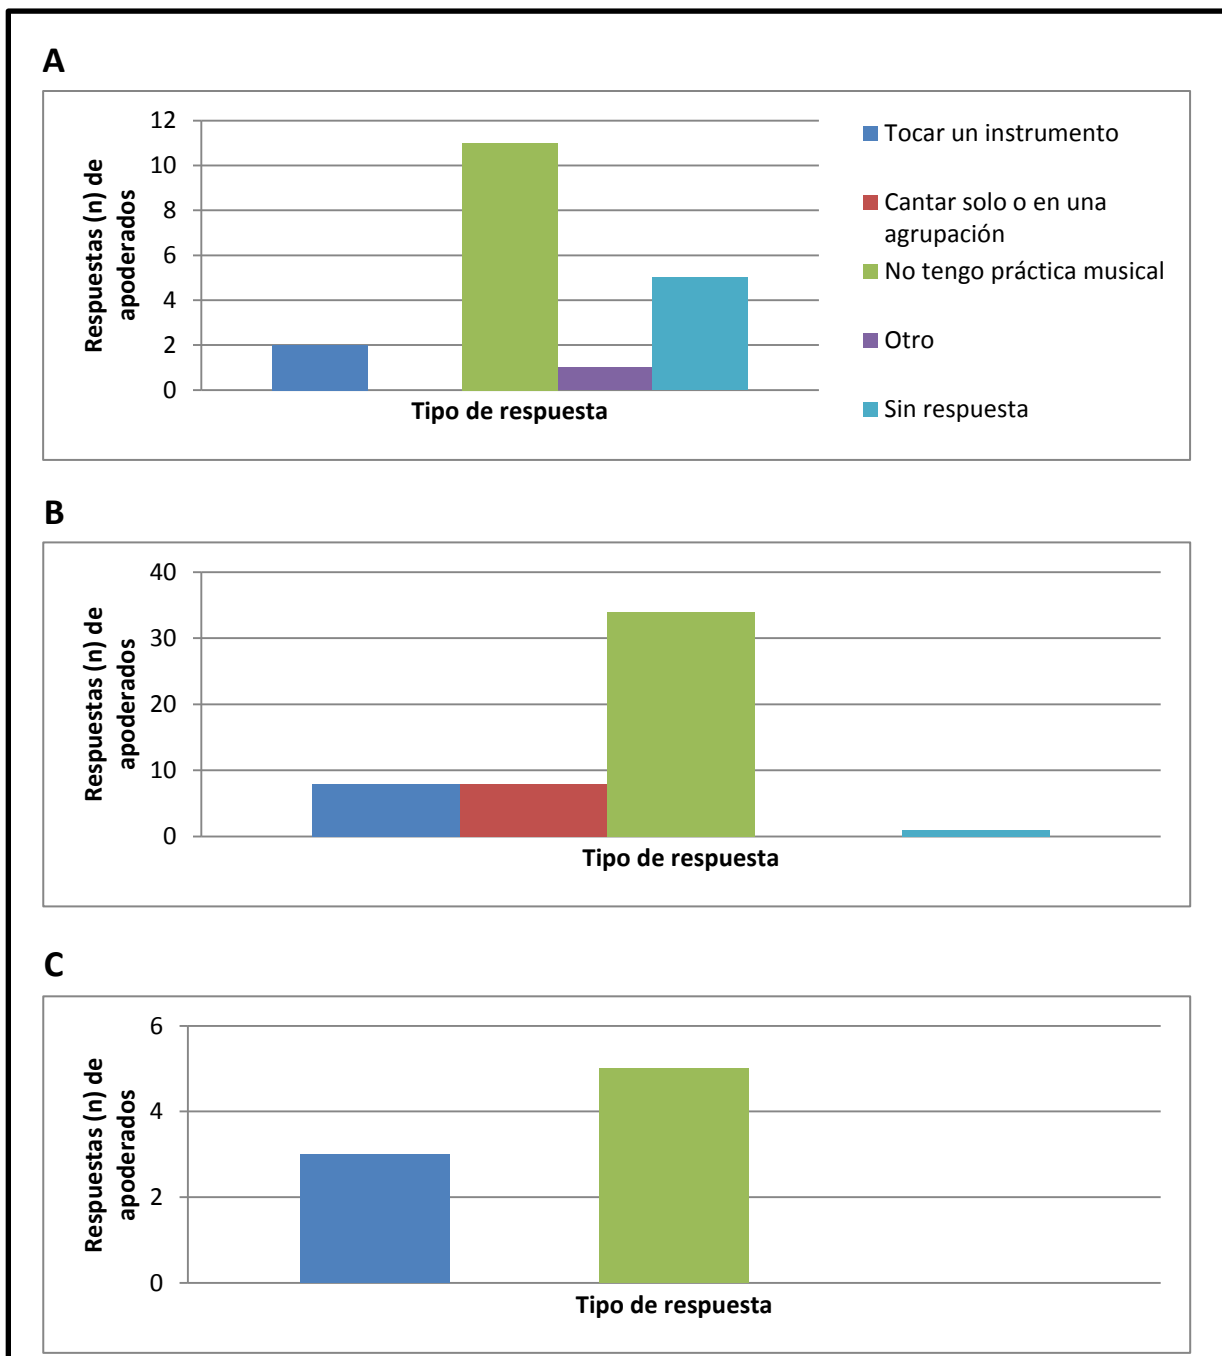 A
Respuestas (n) de
apoderados
12
10
8
6
4
2
0
Tipo de respuesta
Tocar un instrumento
Cantar solo o en una
agrupación
No tengo práctica musical
Otro
Sin respuesta
B
Respuestas (n) de
apoderados
40
30
20
10
0
Tipo de respuesta
C
Respuestas (n) de
apoderados
6
4
2
0
Tipo de respuesta